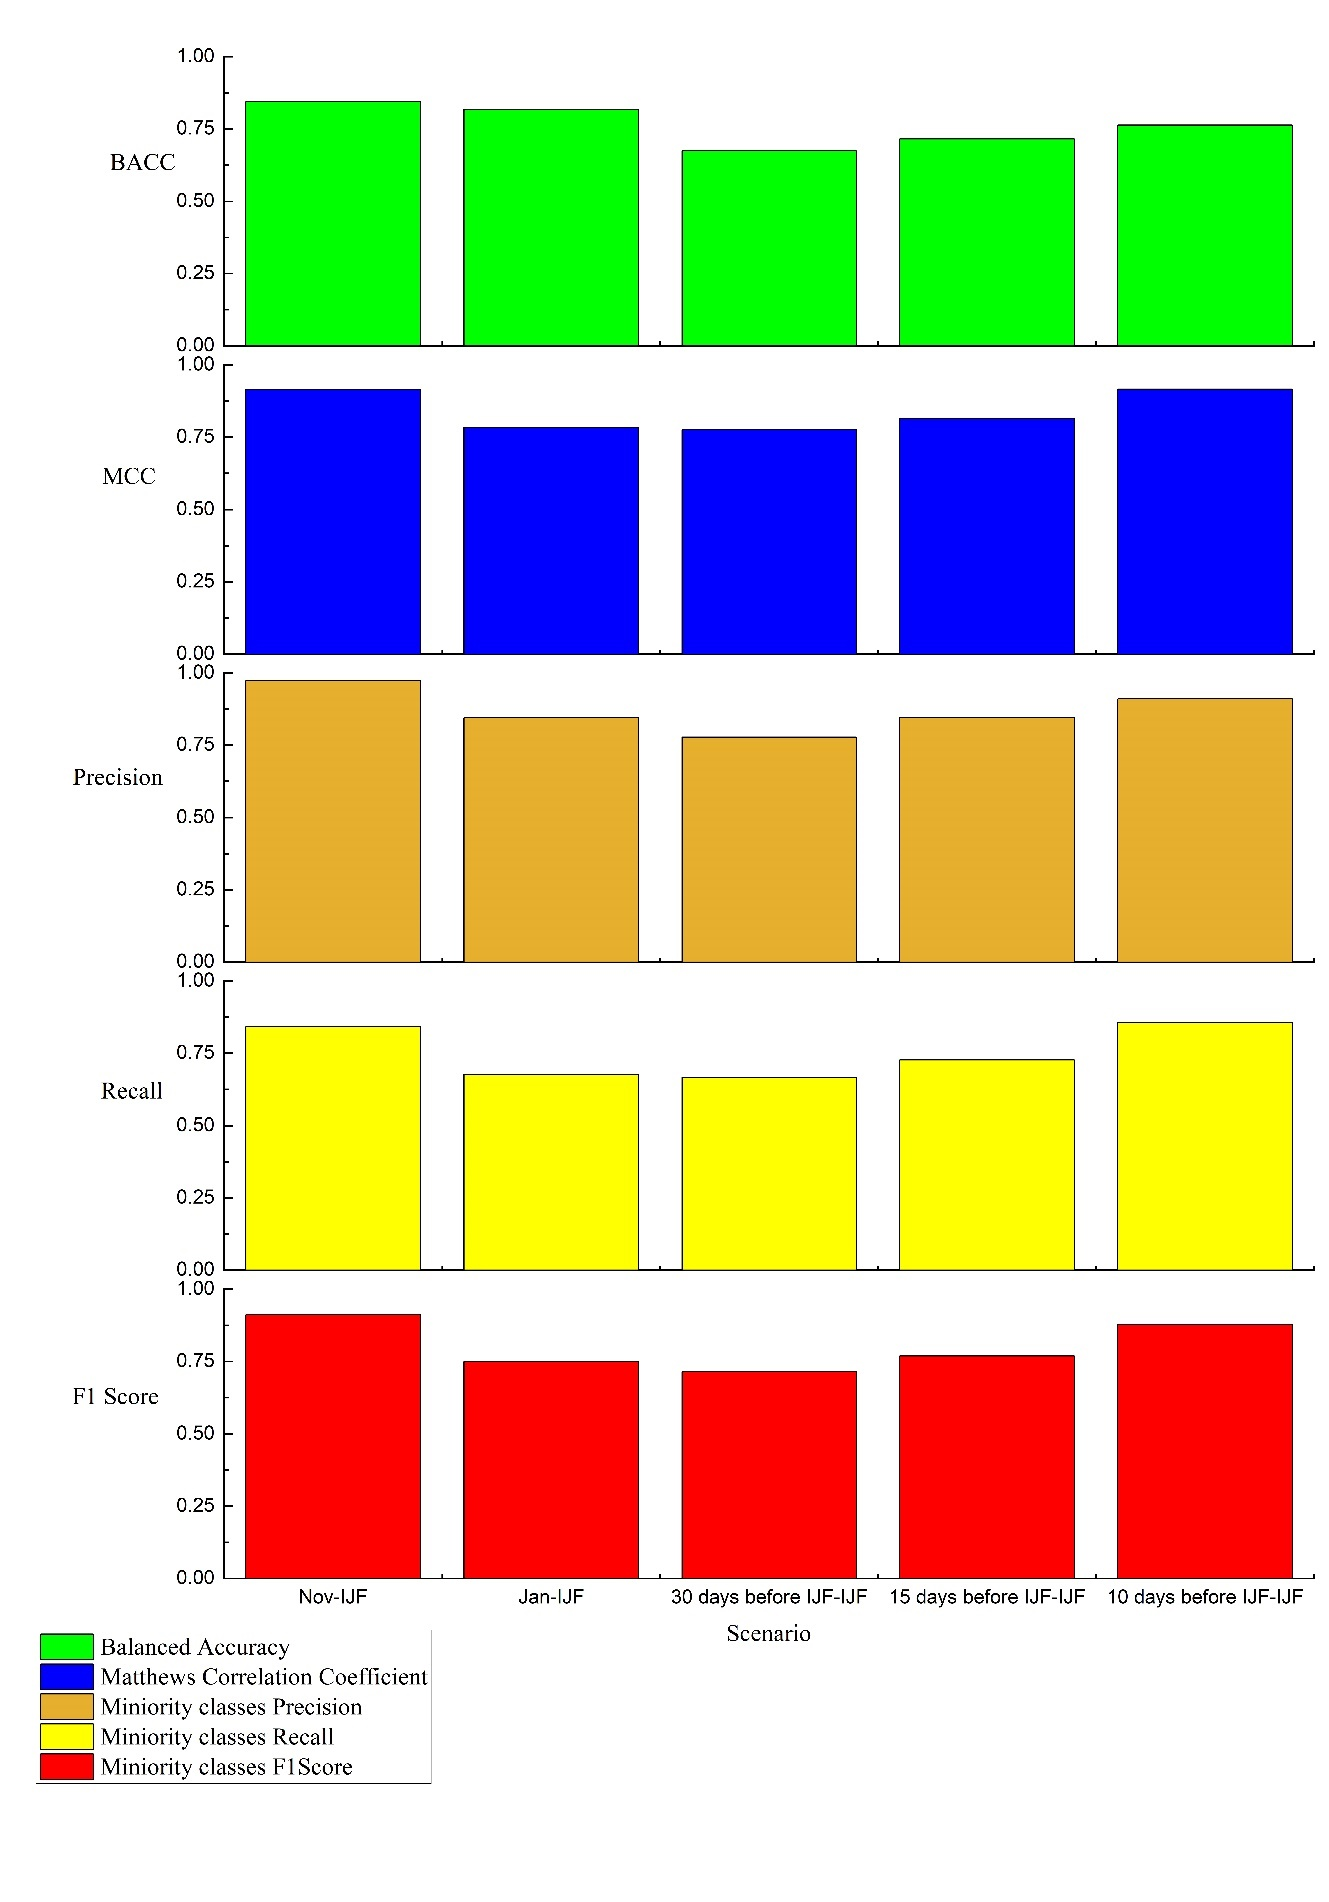 1.00
0.75
BACC
0.50
0.25
0.00
1.00
0.75
MCC
0.50
0.25
0.00
1.00
0.75
Precision
0.50
0.25
0.00
1.00
0.75
Recall
0.50
0.25
0.00
1.00
0.75
F1 Score
0.50
0.25
0.00
Nov-IJF Jan-IJF 30 days before IJF-IJF 15 days before IJF-IJF 10 days before IJF-IJF
Scenario
Balanced Accuracy
Matthews Correlation Coefficient
Miniority classes Precision
Miniority classes Recall
Miniority classes F1Score